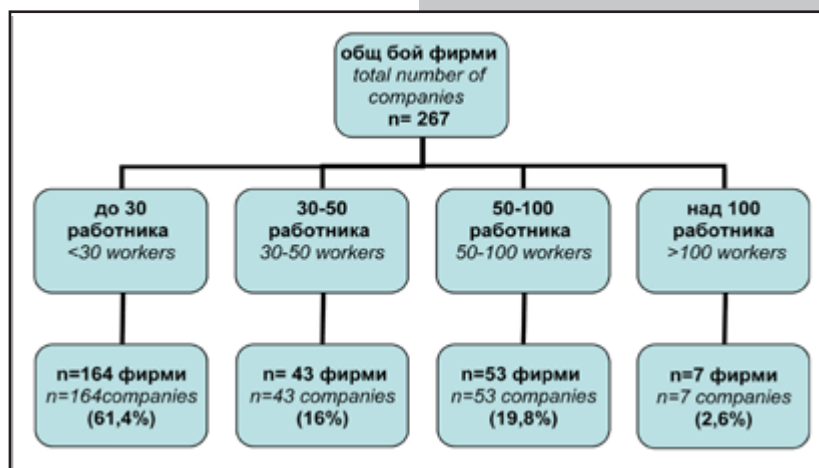 общ бой фирми
total number of
companies
n= 267
до 30
работника
<30 workers
30-50
работника
30-50 workers
50-100
работника
50-100 workers
над 100
работника
>100 workers
n=164 фирми
n=164companies
(61,4%)
n= 43 фирми
n=43 companies
(16%)
n=53 фирми
n=53 companies
(19,8%)
n=7 фирми
n=7 companies
(2,6%)